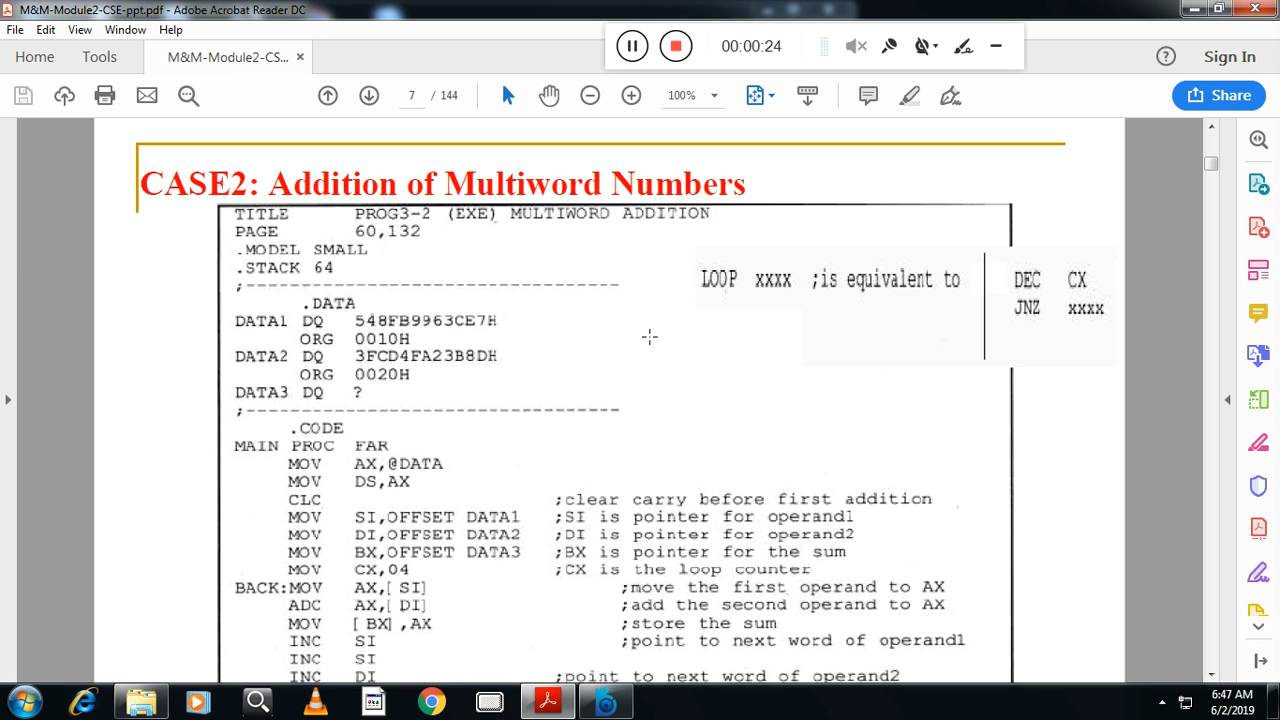 M&M-Module2-CSE-ppt.pdf - Adobe Acrobat Reader DC
File Edit View Window Help
00:00:24
Home Tools M&M-Module2-CS... × Sign In
7 / 144 100% Share
CASE2: Addition of Multiword Numbers
TITLE PROG3-2 (EXE) MULTIWORD ADDITION
PAGE 60,132
.MODEL SMALL
.STACK 64
;---------------------------------------
.DATA
DATA1 DQ 548FB9963CE7H
ORG 0010H
DATA2 DQ 3FCD4FA23B8DH
ORG 0020H
DATA3 DQ ?
;---------------------------------------
LOOP xxxx ;is equivalent to DEC CX
JNZ xxxx
.CODE
MAIN PROC FAR
MOV AX,@DATA
MOV DS,AX
CLC ;clear carry before first addition
MOV SI,OFFSET DATA1 ;SI is pointer for operand1
MOV DI,OFFSET DATA2 ;DI is pointer for operand2
MOV BX,OFFSET DATA3 ;BX is pointer for the sum
MOV CX,04 ;CX is the loop counter
BACK:MOV AX,[SI] ;move the first operand to AX
ADC AX,[DI] ;add the second operand to AX
MOV [BX],AX ;store the sum
INC SI ;point to next word of operand1
INC SI
INC DI ;point to next word of operand2
6:47 AM
6/2/2019